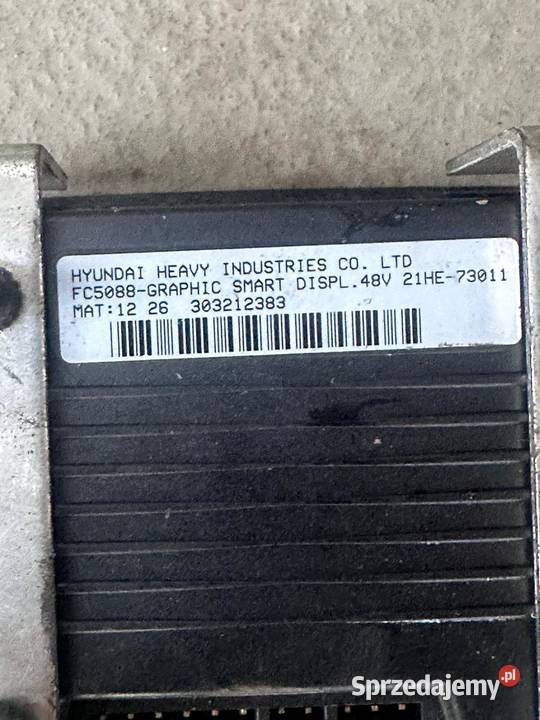 HYUNDAI HEAVY INDUSTRIES CO. LTD
FC5088-GRAPHIC SMART DISPL.48V 21HE-73011
MAT:12 26 303212383
Sprzedajemy.pl